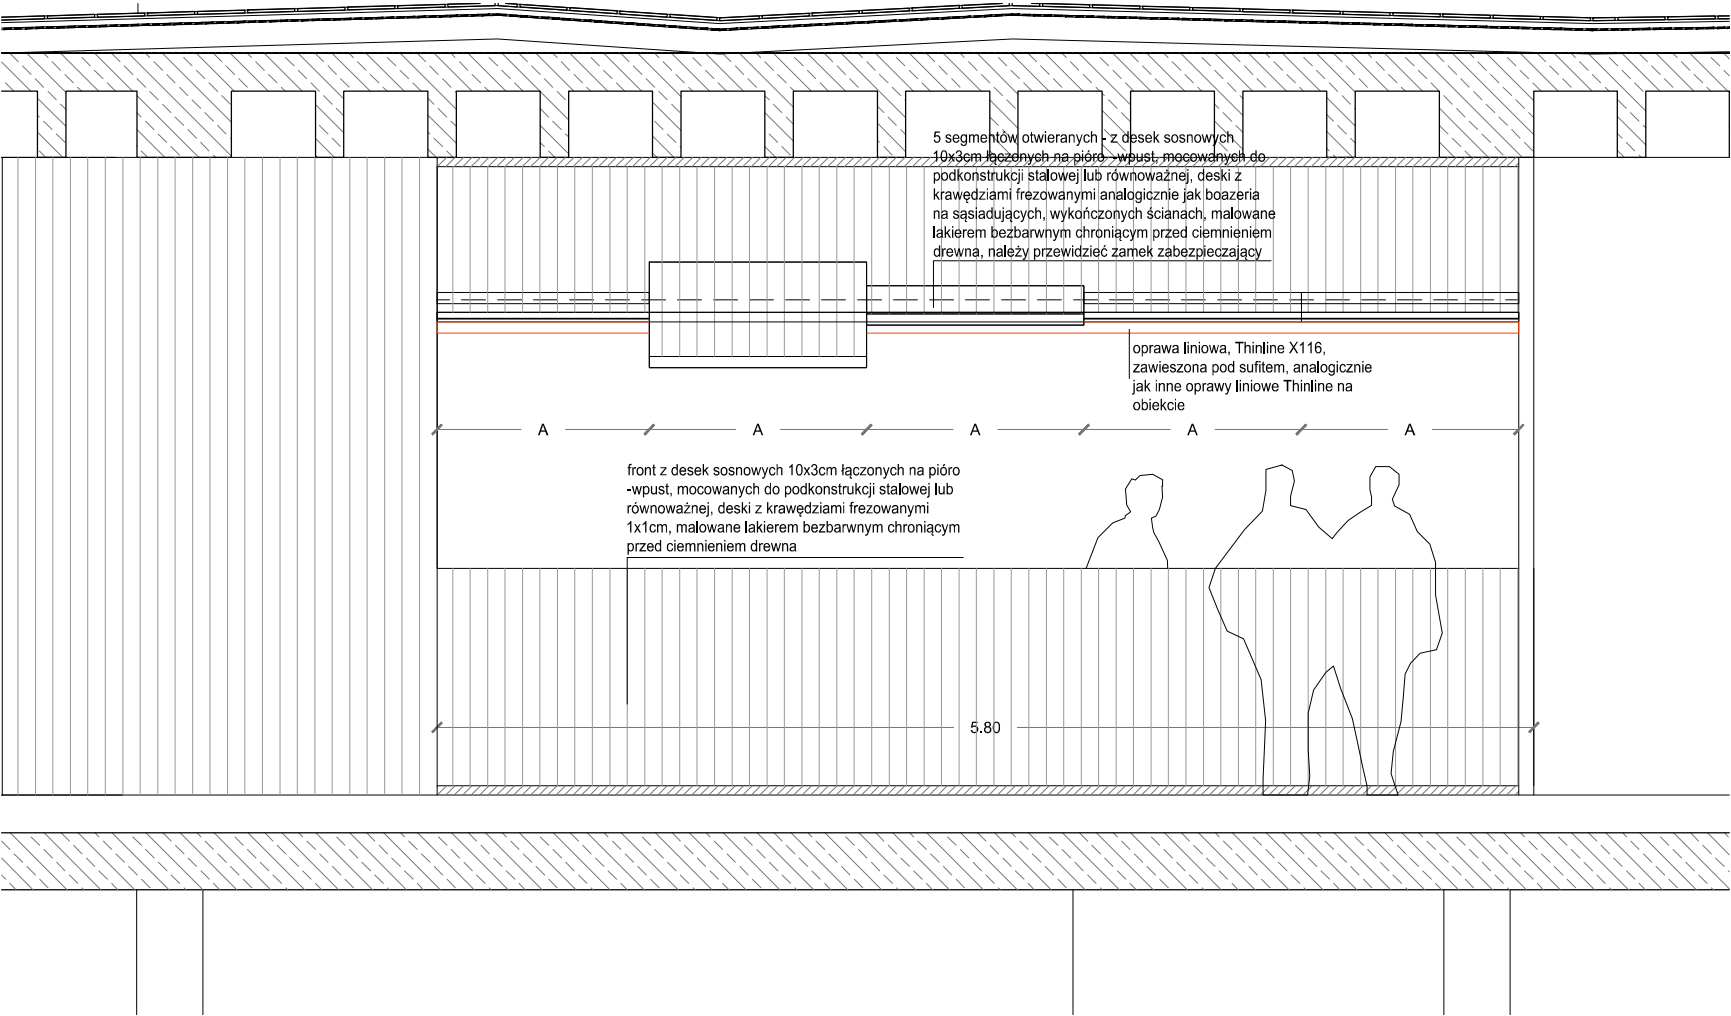 5 segmentów otwieranych - z desek sosnowych
10x3cm łączonych na pióro -wpust, mocowanych do
podkonstrukcji stalowej lub równoważnej, deski z
krawędziami frezowanymi analogicznie jak boazeria
na sąsiadujących, wykończonych ścianach, malowane
lakierem bezbarwnym chroniącym przed ciemnieniem
drewna, należy przewidzieć zamek zabezpieczający
oprawa liniowa, Thinline X116,
zawieszona pod sufitem, analogicznie
jak inne oprawy liniowe Thinline na
obiekcie
A A A A A
front z desek sosnowych 10x3cm łączonych na pióro
-wpust, mocowanych do podkonstrukcji stalowej lub
równoważnej, deski z krawędziami frezowanymi
1x1cm, malowane lakierem bezbarwnym chroniącym
przed ciemnieniem drewna
5.80